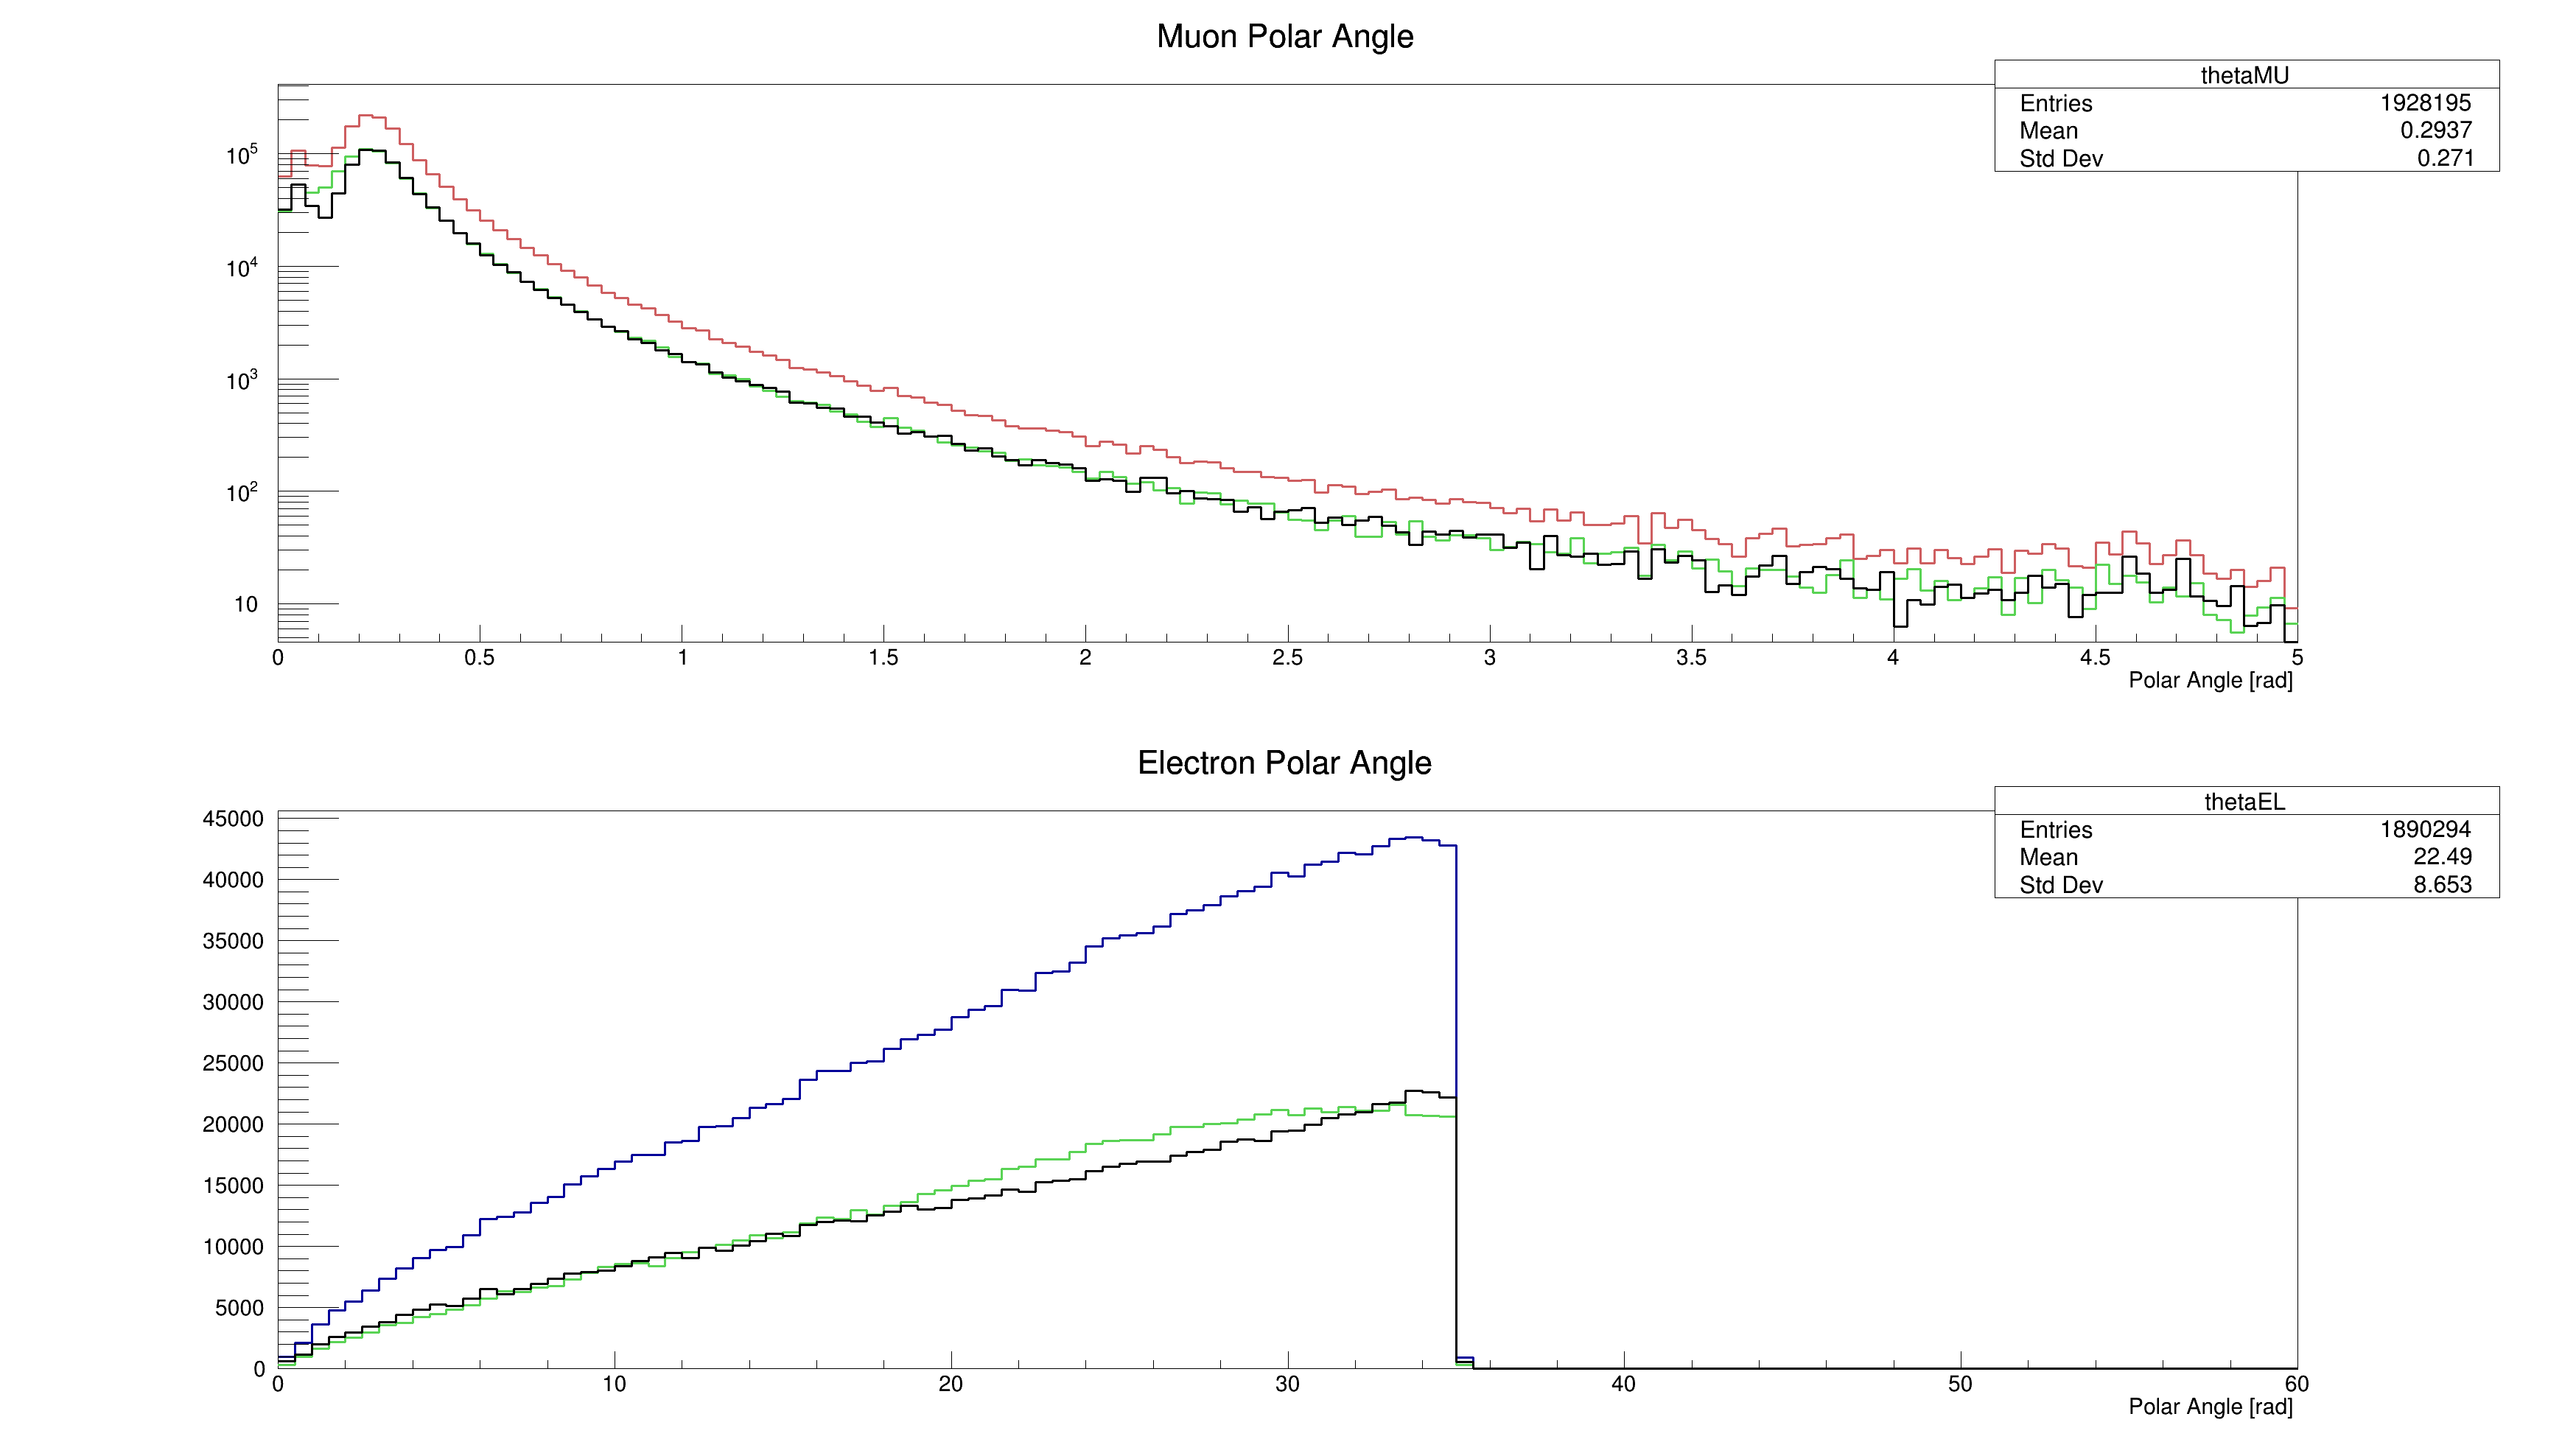 Muon Polar Angle
thetaMU
Entries 1928195
Mean 0.2937
Std Dev 0.271
10^5
10^4
10^3
10^2
10
0 0.5 1 1.5 2 2.5 3 3.5 4 4.5 5
Polar Angle [rad]
Electron Polar Angle
thetaEL
Entries 1890294
Mean 22.49
Std Dev 8.653
45000
40000
35000
30000
25000
20000
15000
10000
5000
0
0 10 20 30 40 50 60
Polar Angle [rad]